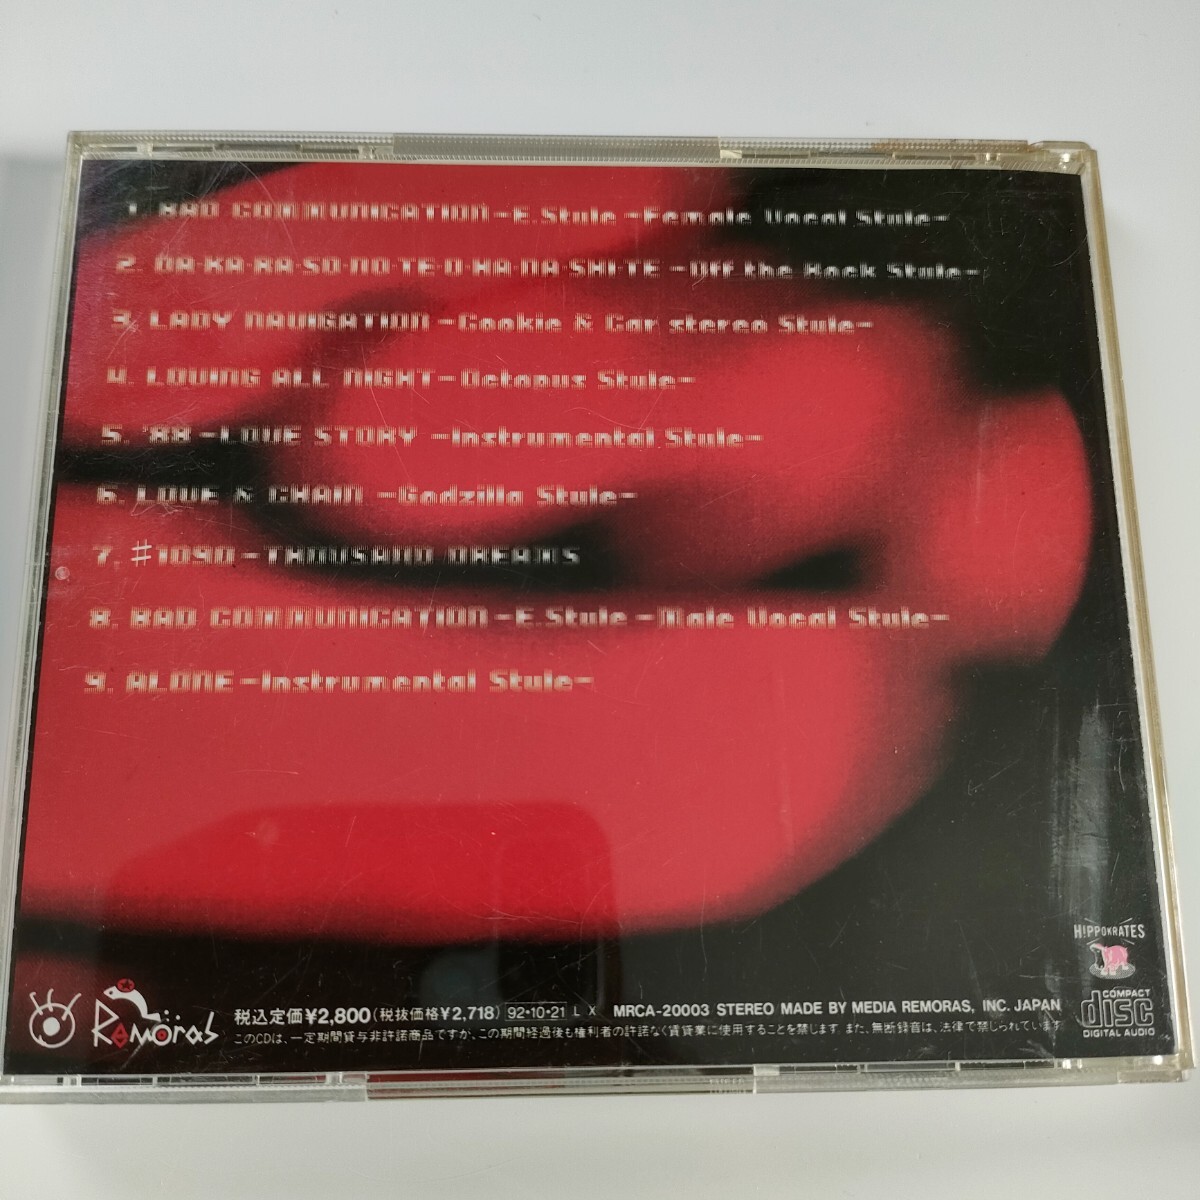 1. BAD COMMUNICATION-E.Style -Female Vocal Style-
2. DA·KA·RA·SO·NO·TE·O·HA·NA·SHI·TE -Off the Rock Style-
3. LADY NAVIGATION -Cookie & Car stereo Style-
4. LOVING ALL NIGHT -Octopus Style-
5. '88 -LOVE STORY -Instrumental Style-
6. LOVE & CHAIN -Godzilla Style-
7. #1090 -THOUSAND DREAMS
8. BAD COMMUNICATION -E.Style -Male Vocal Style-
9. ALONE -Instrumental Style-
HIPPOKRATES
Remoras
税込定価¥2,800(税抜価格¥2,718) 92・10・21 L X MRCA-20003 STEREO MADE BY MEDIA REMORAS, INC. JAPAN
このCDは、一定期間貸与非許諾商品ですが、この期間経過後も権利者の許諾なく賃貸業に使用することを禁じます。また、無断録音は、法律で禁じられています。
COMPACT
disc
DIGITAL AUDIO